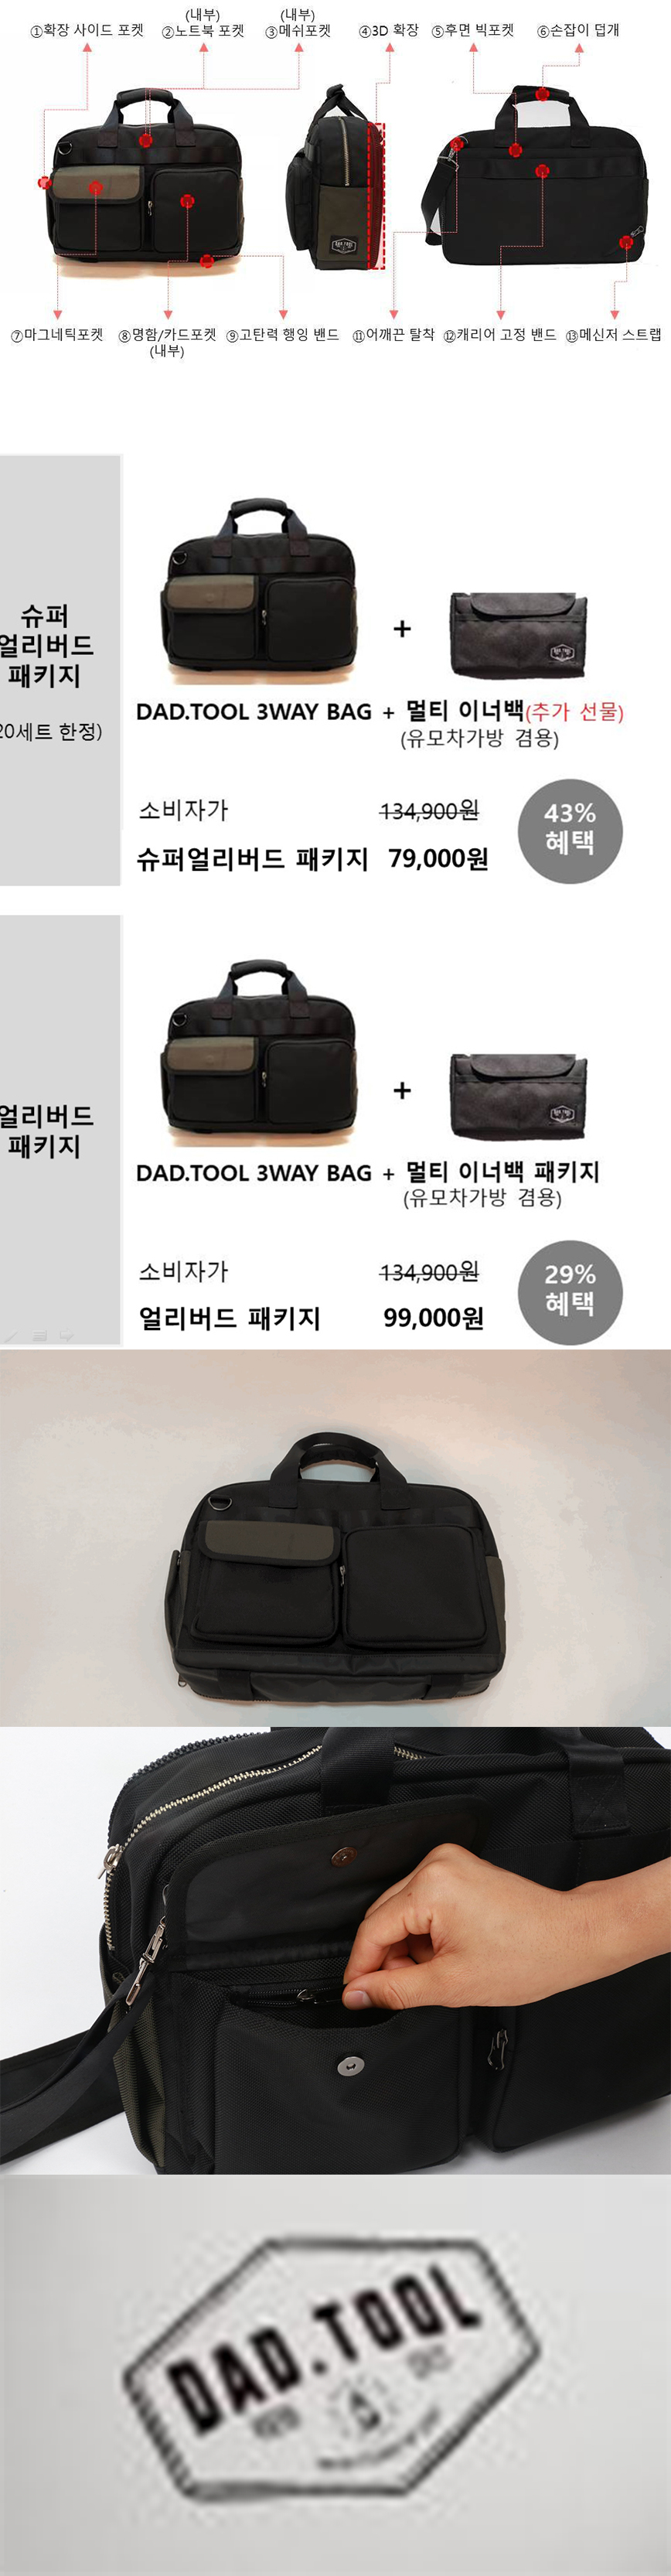 (내부) (내부)
①확장 사이드 포켓 ②노트북 포켓 ③메쉬포켓 ④3D 확장 ⑤후면 빅포켓 ⑥손잡이 덮개
DAD.TOOL
⑦마그네틱포켓 ⑧명함/카드포켓 ⑨고탄력 행잉 밴드 ⑪어깨끈 탈착 ⑫캐리어 고정 밴드 ⑬메신저 스트랩
(내부)
슈퍼
얼리버드
패키지
20세트 한정)
+
DAD.TOOL
DAD.TOOL 3WAY BAG + 멀티 이너백(추가 선물)
(유모차가방 겸용)
소비자가 134,900원
슈퍼얼리버드 패키지 79,000원
43%
혜택
얼리버드
패키지
+
DAD.TOOL
DAD.TOOL 3WAY BAG + 멀티 이너백 패키지
(유모차가방 겸용)
소비자가 134,900원
얼리버드 패키지 99,000원
29%
혜택
DAD.TOOL